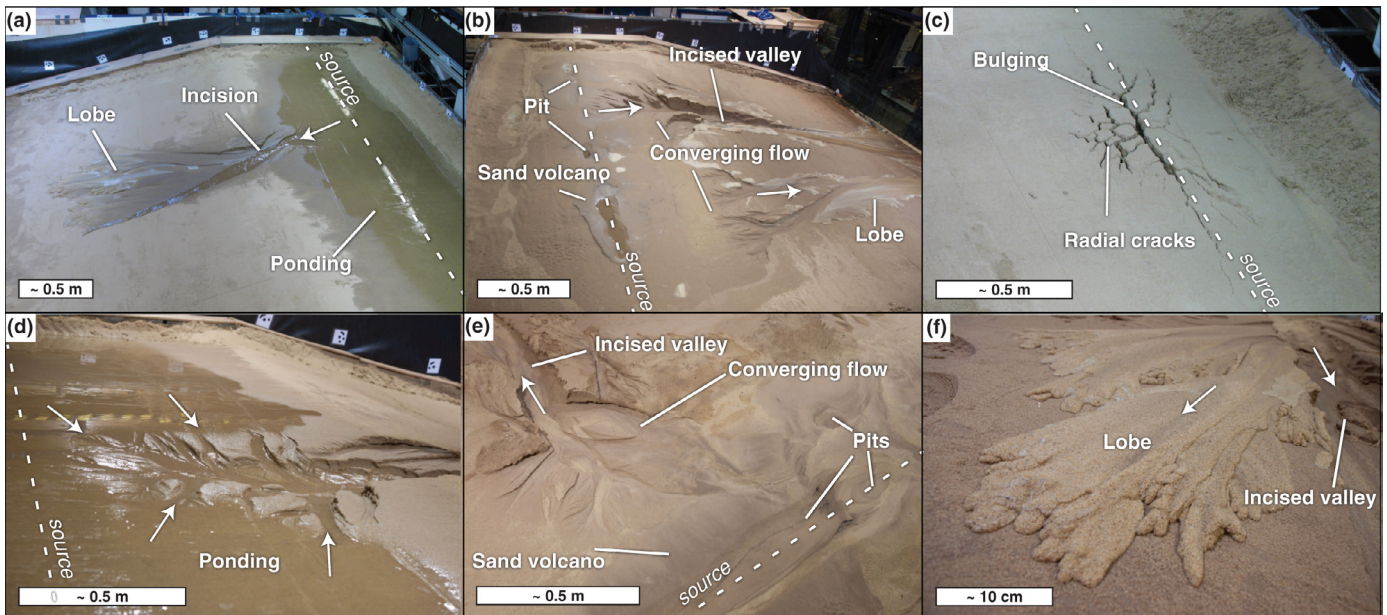 (a)
source
Incision
Lobe
Ponding
~ 0.5 m
(b)
Incised valley
Pit
Converging flow
Sand volcano
Lobe
source
~ 0.5 m
(c)
Bulging
Radial cracks
source
~ 0.5 m
(d)
source
Ponding
~ 0.5 m
(e)
Incised valley
Converging flow
Pits
Sand volcano
source
~ 0.5 m
(f)
Lobe
Incised valley
~ 10 cm